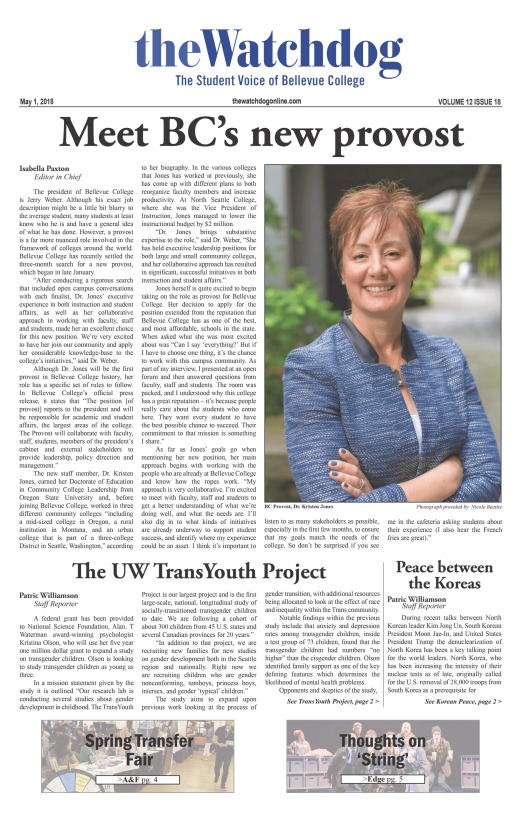 theWatchdog
The Student Voice of Bellevue College
May 1, 2018
thewatchdogonline.com
VOLUME 12 ISSUE 18
Meet BC's new provost
Isabella Paxton
Editor in Chief
The president of Bellevue College
is Jerry Weber. Although his exact job
description might be a little bit blurry to
the average student, many students at least
know who he is and have a general idea
of what he has done. However, a provost
is a far more nuanced role involved in the
framework of colleges around the world.
Bellevue College has recently settled the
three-month search for a new provost,
which began in late January.
"After conducting a rigorous search
that included open campus conversations
with each finalist, Dr. Jones' executive
experience in both instruction and student
affairs, as well as her collaborative
approach in working with faculty, staff
and students, made her an excellent choice
for this new position. We're very excited
to have her join our community and apply
her considerable knowledge-base to the
college's initiatives," said Dr. Weber.
Although Dr. Jones will be the first
provost in Bellevue College history, her
role has a specific set of rules to follow.
In Bellevue College's official press
release, it states that "The position [of
provost] reports to the president and will
be responsible for academic and student
affairs, the largest areas of the college.
The Provost will collaborate with faculty,
staff, students, members of the president's
cabinet and external stakeholders to
provide leadership, policy direction and
management."
The new staff member, Dr. Kristen
Jones, earned her Doctorate of Education
in Community College Leadership from
Oregon State University and, before
joining Bellevue College, worked in three
different community colleges "including
a mid-sized college in Oregon, a rural
institution in Montana, and an urban
college that is part of a three-college
District in Seattle, Washington," according
to her biography. In the various colleges
that Jones has worked at previously, she
has come up with different plans to both
reorganize faculty members and increase
productivity. At North Seattle College,
where she was the Vice President of
Instruction, Jones managed to lower the
instructional budget by $2 million.
"Dr. Jones brings substantive
expertise to the role," said Dr. Weber, "She
has held executive leadership positions for
both large and small community colleges,
and her collaborative approach has resulted
in significant, successful initiatives in both
instruction and student affairs."
Jones herself is quite excited to begin
taking on the role as provost for Bellevue
College. Her decision to apply for the
position extended from the reputation that
Bellevue College has as one of the best,
and most affordable, schools in the state.
When asked what she was most excited
about was "Can I say 'everything?' But if
I have to choose one thing, it's the chance
to work with this campus community. As
part of my interview, I presented at an open
forum and then answered questions from
faculty, staff and students. The room was
packed, and I understood why this college
has a great reputation – it's because people
really care about the students who come
here. They want every student to have
the best possible chance to succeed. Their
commitment to that mission is something
I share."
As far as Jones' goals go when
mentioning her new position, her main
approach begins with working with the
people who are already at Bellevue College
and know how the ropes work. "My
approach is very collaborative. I'm excited
to meet with faculty, staff and students to
get a better understanding of what we're
doing well, and what the needs are. I'll
also dig in to what kinds of initiatives
are already underway to support student
success, and identify where my experience
could be an asset. I think it's important to
BC Provost, Dr. Kristen Jones
Photograph provided by Nicole Beattie
listen to as many stakeholders as possible,
especially in the first few months, to ensure
that my goals match the needs of the
college. So don't be surprised if you see
me in the cafeteria asking students about
their experience (I also hear the French
fries are great)."
The UW TransYouth Project
Patric Williamson
Staff Reporter
A federal grant has been provided
to National Science Foundation, Alan. T
Waterman award-winning psychologist
Kristina Olson, who will use her five year
one million dollar grant to expand a study
on transgender children. Olson is looking
to study transgender children as young as
three.
In a mission statement given by the
study it is outlined "Our research lab is
conducting several studies about gender
development in childhood. The TransYouth
Project is our largest project and is the first
large-scale, national, longitudinal study of
socially-transitioned transgender children
to date. We are following a cohort of
about 300 children from 45 U.S. states and
several Canadian provinces for 20 years."
"In addition to that project, we are
recruiting new families for new studies
on gender development both in the Seattle
region and nationally. Right now we
are recruiting children who are gender
nonconforming, tomboys, princess boys,
intersex, and gender 'typical' children."
The study aims to expand upon
previous work looking at the process of
gender transition, with additional resources
being allocated to look at the effect of race
and inequality within the Trans community.
Notable findings within the previous
study include that anxiety and depression
rates among transgender children, inside
a test group of 73 children, found that the
transgender children had numbers "no
higher" than the cisgender children. Olson
identified family support as one of the key
defining features which determines the
likelihood of mental health problems.
Opponents and skeptics of the study,
See TransYouth Project, page 2 >
Peace between
the Koreas
Patric Williamson
Staff Reporter
During recent talks between North
Korean leader Kim Jong Un, South Korean
President Moon Jae-In, and United States
President Trump the denuclearization of
North Korea has been a key talking point
for the world leaders. North Korea, who
has been increasing the intensity of their
nuclear tests as of late, originally called
for the U.S. removal of 28,000 troops from
South Korea as a prerequisite for
See Korean Peace, page 2 >
Spring Transfer
Fair
>A&F pg. 4
Thoughts on
'String'
>Edge pg. 5